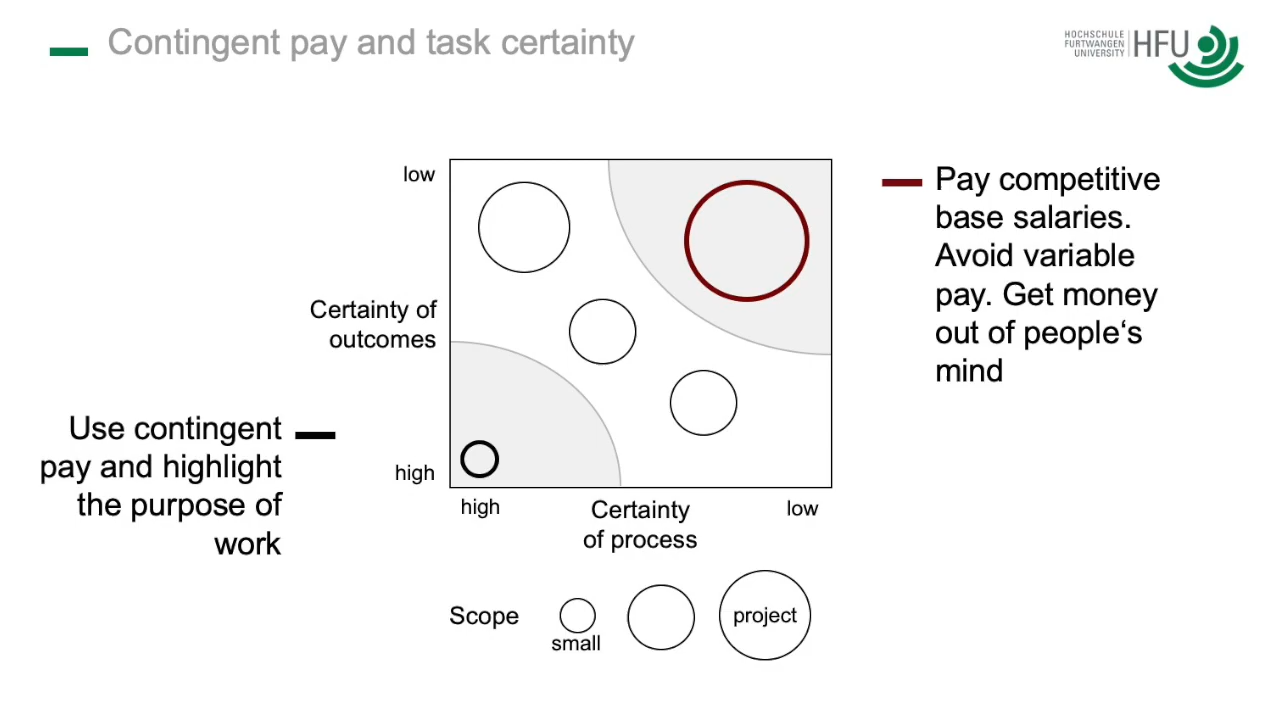 Contingent pay and task certainty
HOCHSCHULE
FURTWANGEN
UNIVERSITY
HFU
low
Certainty of
outcomes
high
high
Certainty
of process
low
Pay competitive
base salaries.
Avoid variable
pay. Get money
out of people‘s
mind
Use contingent
pay and highlight
the purpose of
work
Scope
small
project